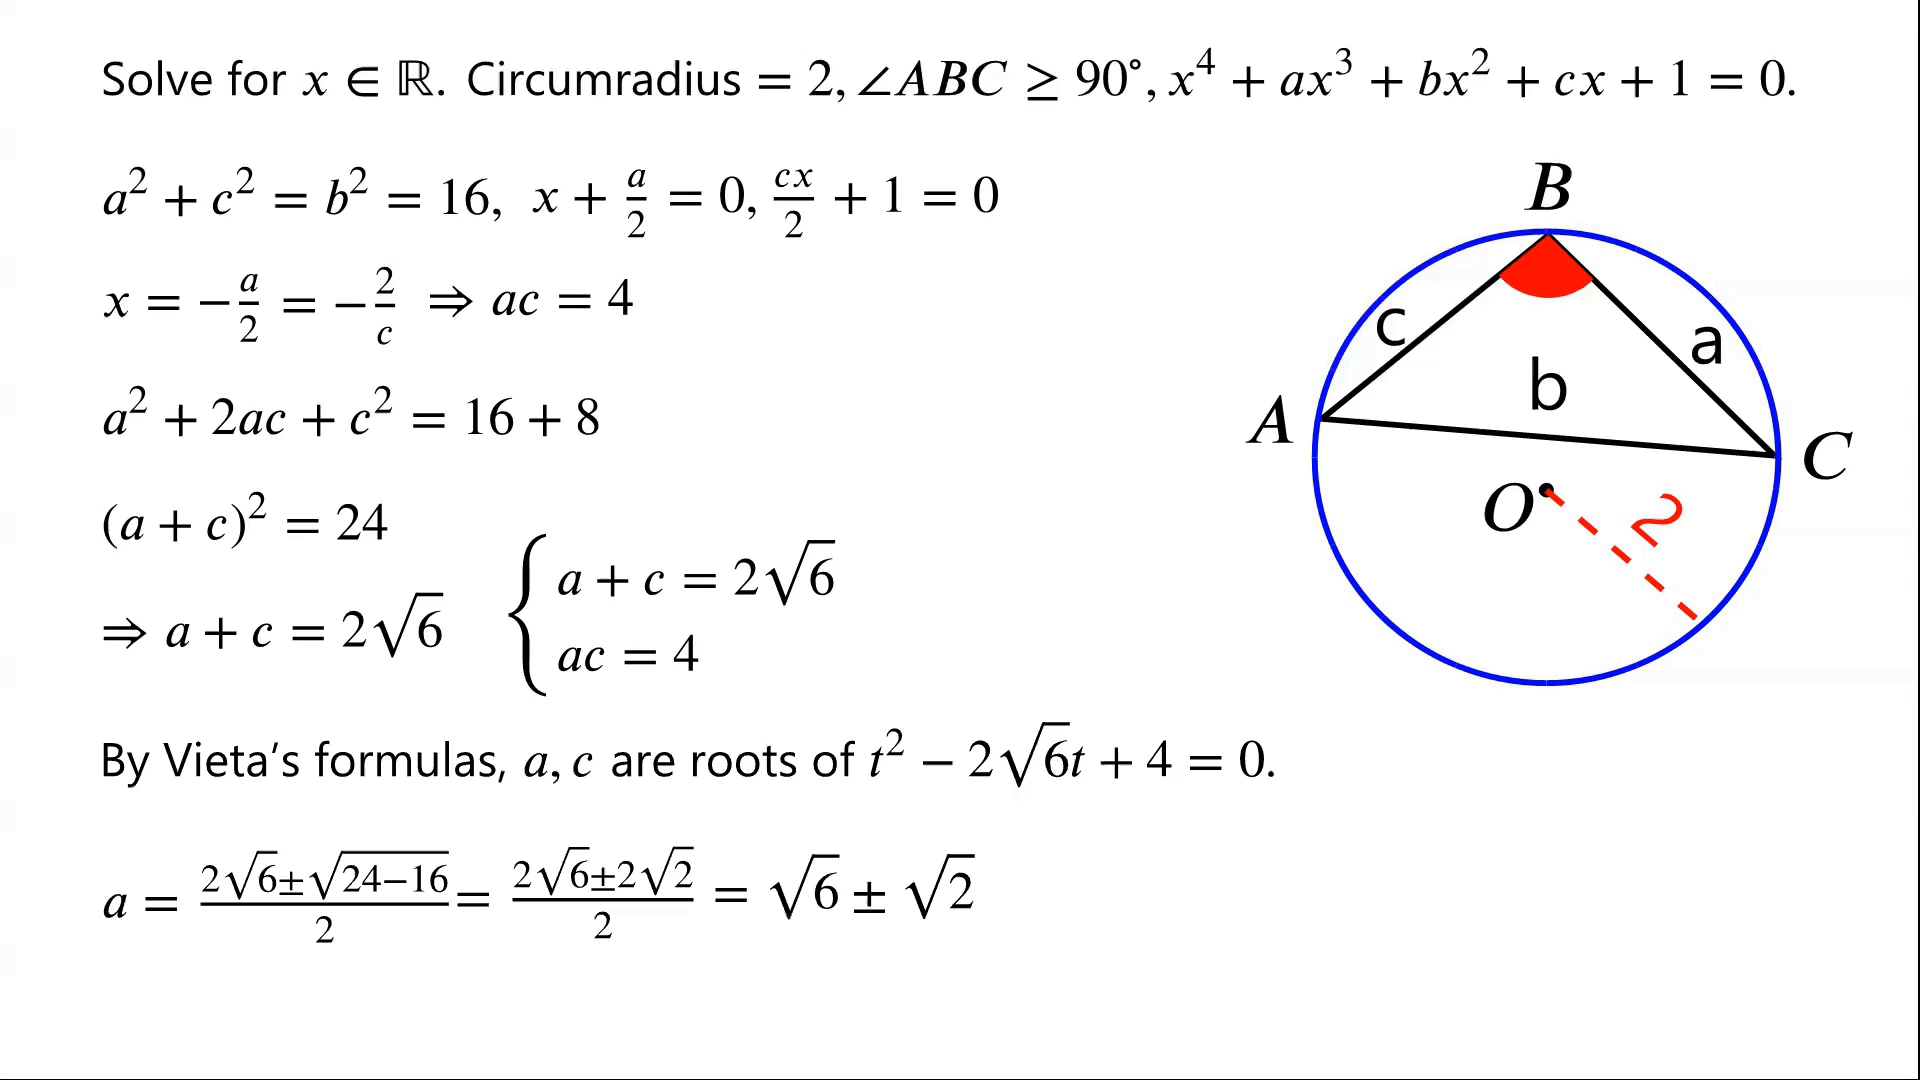 Solve for x ∈ ℝ. Circumradius = 2, ∠ABC ≥ 90°, x⁴ + ax³ + bx² + cx + 1 = 0.
a² + c² = b² = 16, x + a/2 = 0, cx/2 + 1 = 0
x = −a/2 = −2/c ⇒ ac = 4
a² + 2ac + c² = 16 + 8
(a + c)² = 24
⇒ a + c = 2√6
{ a + c = 2√6
ac = 4
By Vieta’s formulas, a, c are roots of t² − 2√6t + 4 = 0.
a = (2√6±√(24−16))/2 = (2√6±2√2)/2 = √6 ± √2
B
c
a
b
A
C
O
2